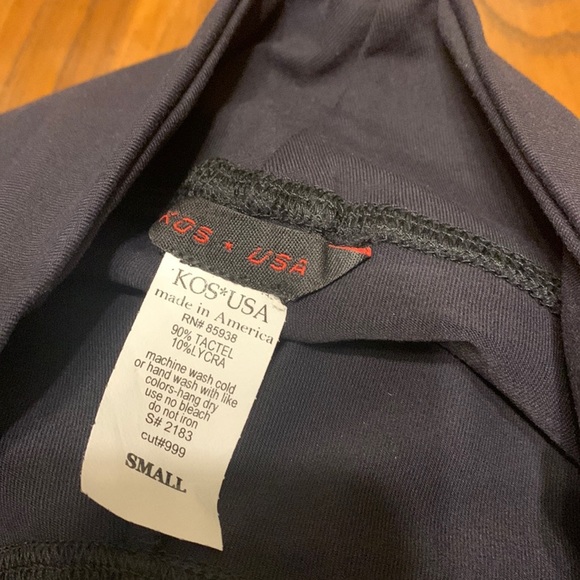 KOS * USA
KOS*USA
made in America
RN# 85938
90% TACTEL
10%LYCRA
machine wash cold
or hand wash with like
colors-hang dry
use no bleach
do not iron
S# 2183
cut#999
SMALL